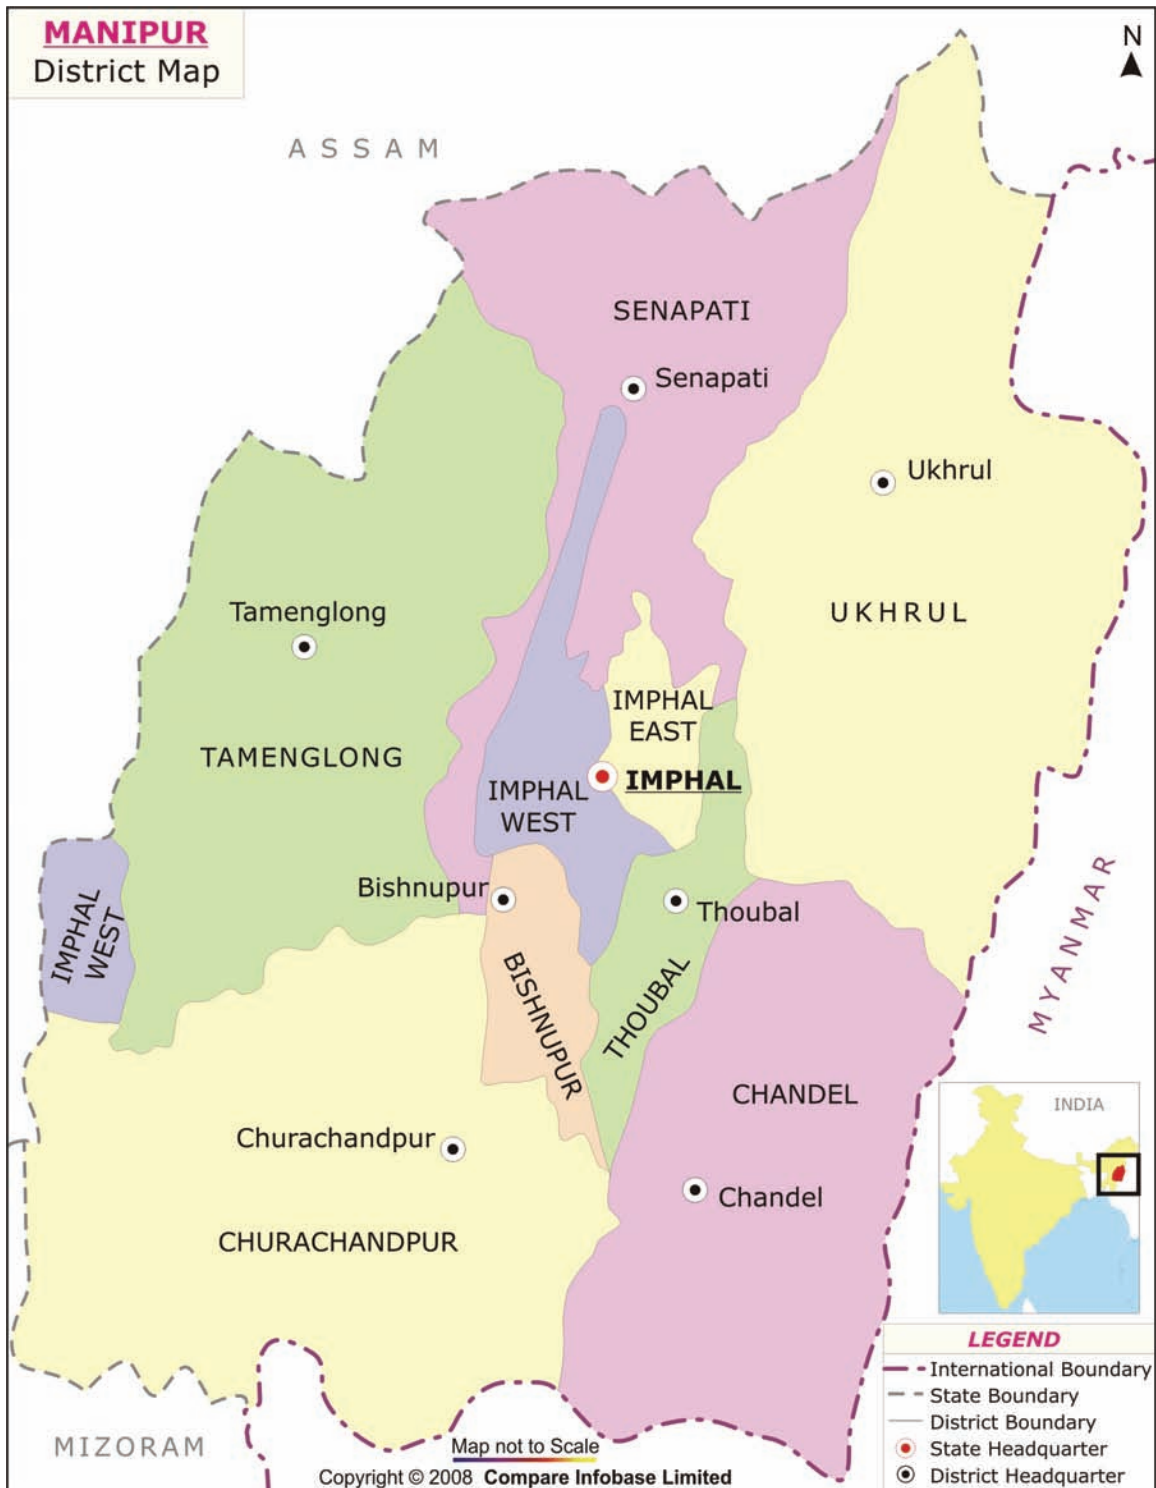 MANIPUR
District Map
N
ASSAM
SENAPATI
Senapati
Ukhrul
UKHRUL
Tamenglong
TAMENGLONG
IMPHAL
EAST
IMPHAL
IMPHAL
WEST
Bishnupur
Thoubal
IMPHAL
WEST
BISHNUPUR
THOUBAL
MYANMAR
CHANDEL
INDIA
Churachandpur
Chandel
CHURACHANDPUR
LEGEND
International Boundary
State Boundary
District Boundary
State Headquarter
District Headquarter
MIZORAM
Map not to Scale
Copyright © 2008 Compare Infobase Limited